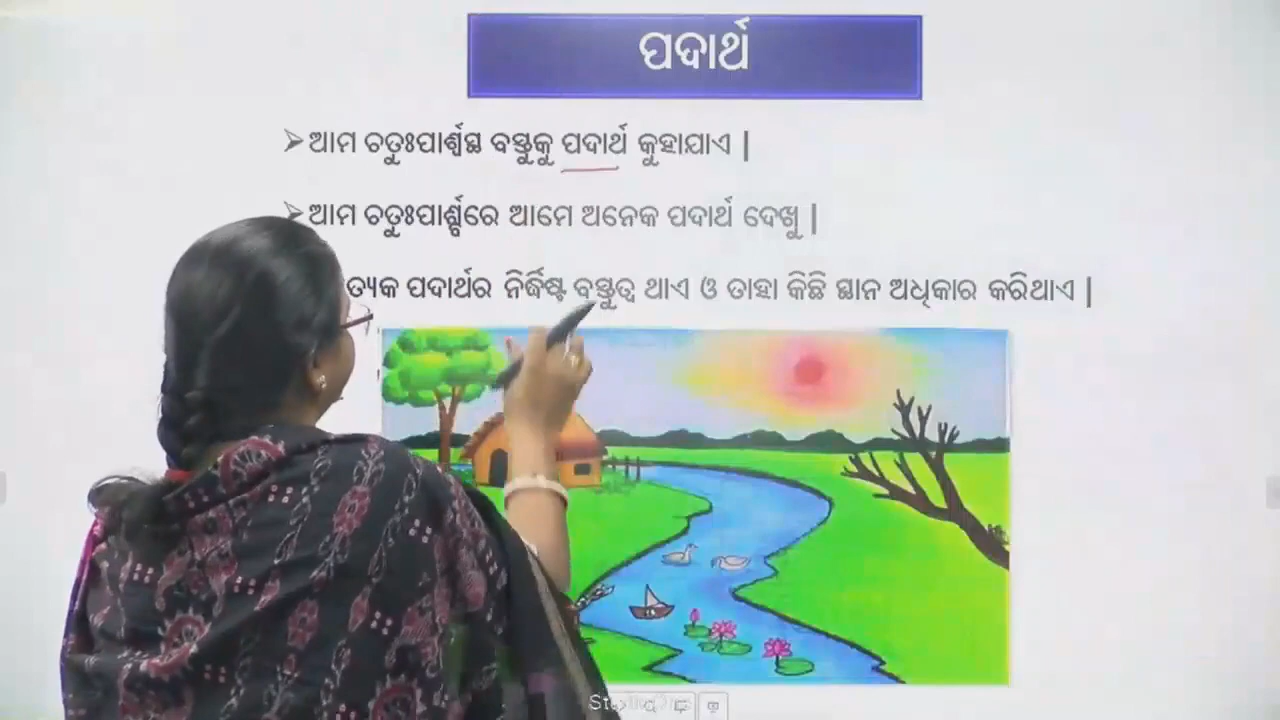 ପଦାର୍ଥ
➢ ଆମ ଚତୁଃପାର୍ଶ୍ୱସ୍ଥ ବସ୍ତୁକୁ ପଦାର୍ଥ କୁହାଯାଏ |
➢ ଆମ ଚତୁଃପାର୍ଶ୍ୱରେ ଆମେ ଅନେକ ପଦାର୍ଥ ଦେଖୁ |
ପଦାର୍ଥର ନିର୍ଦ୍ଧିଷ୍ଟ ବସ୍ତୁତ୍ୱ ଥାଏ ଓ ତାହା କିଛି ସ୍ଥାନ ଅଧିକାର କରିଥାଏ |